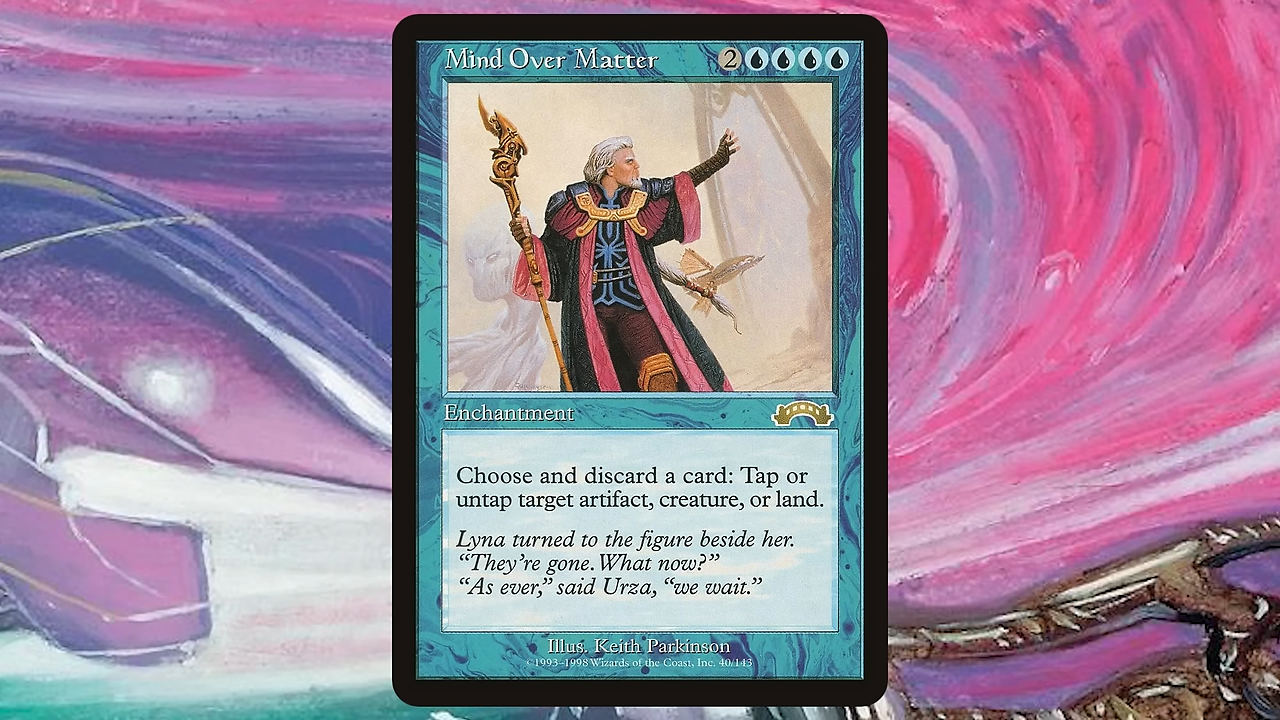 Mind Over Matter 2
Enchantment
Choose and discard a card: Tap or
untap target artifact, creature, or land.
Lyna turned to the figure beside her.
“They’re gone. What now?”
“As ever,” said Urza, “we wait.”
Illus. Keith Parkinson
© 1993–1998 Wizards of the Coast, Inc. 40/143